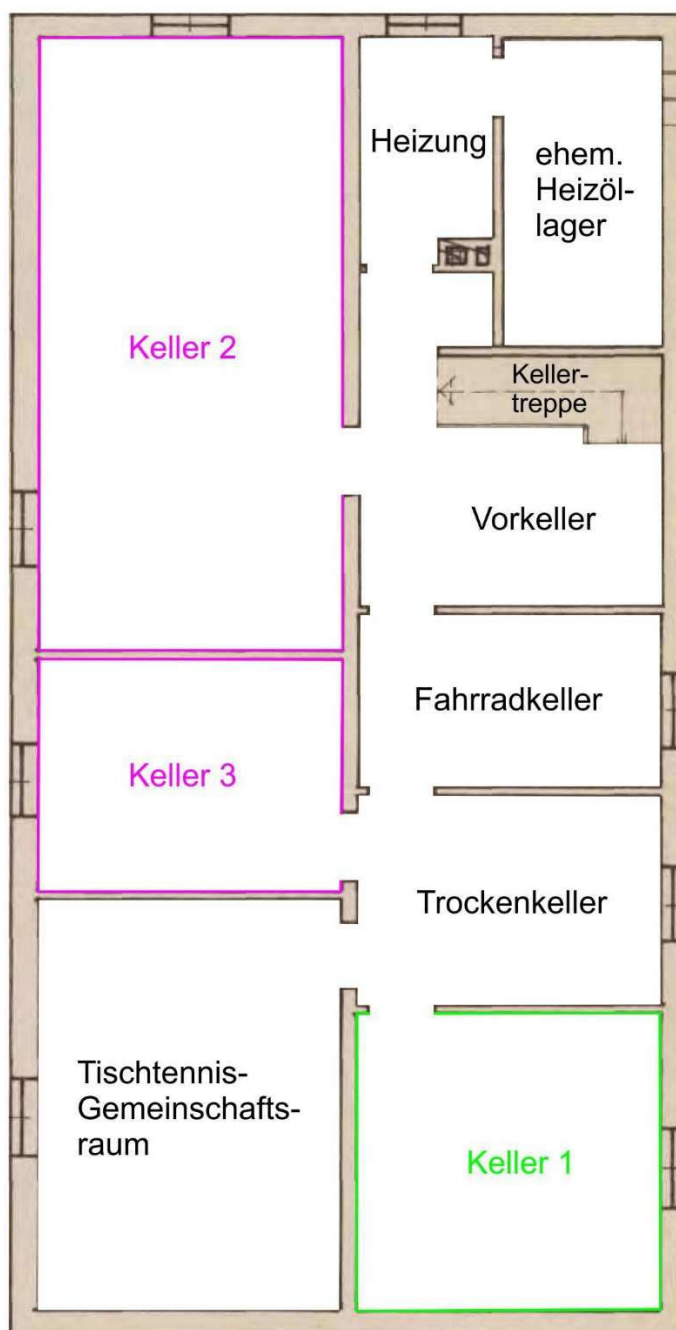 Heizung
ehem.
Heizöl-
lager
Keller 2
Keller-
treppe
Vorkeller
Fahrradkeller
Keller 3
Trockenkeller
Tischtennis-
Gemeinschafts-
raum
Keller 1